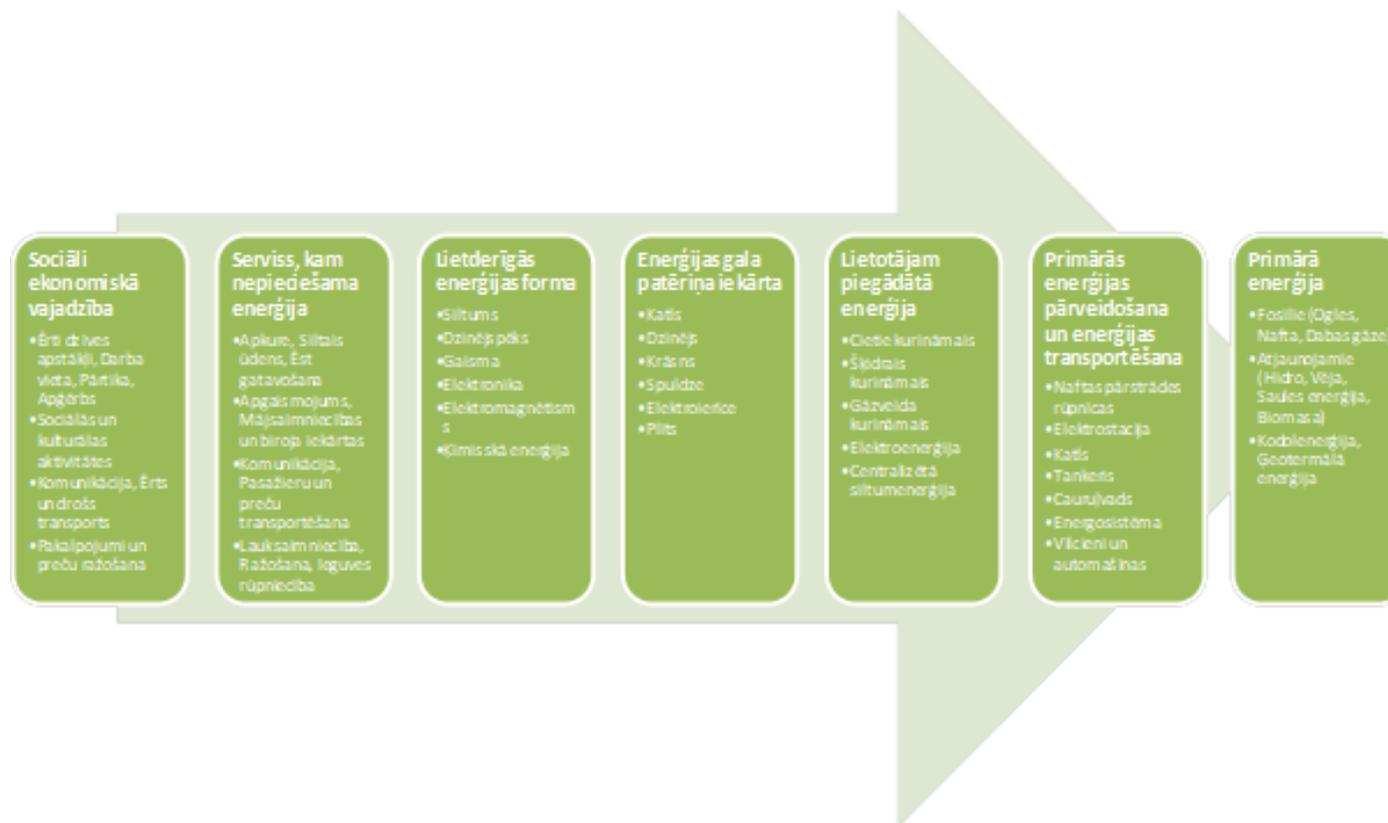 Sociāli
ekonomiskā
vajadzība
•Ērti dzīves
apstākļi, Darba
vieta, Pārtika,
Apģērbs
•Sociālās un
kulturālas
aktivitātes
•Komunikācija, Ērts
un drošs
transports
•Pakalpojumi un
preču ražošana
Serviss, kam
nepieciešama
enerģija
•Apkure, Siltais
ūdens, Ēst
gatavošana
•Apgaismojums,
Mājsaimniecības
un biroja iekārtas
•Komunikācija,
Pasažieru un
preču
transportēšana
•Lauksaimniecība,
Ražošana, Ieguves
rūpniecība
Lietderīgās
enerģijas forma
•Siltums
•Dzinējspēks
•Gaisma
•Elektronika
•Elektromagnētism
s
•Ķīmisskā enerģija
Enerģijas gala
patēriņa iekārta
•Katls
•Dzinējs
•Krāsns
•Spuldze
•Elektroierīce
•Plīts
Lietotājam
piegādātā
enerģija
•Cietie kurināmais
•Šķidrais
kurināmais
•Gāzveida
kurināmais
•Elektroenerģija
•Centralizētā
siltumenerģija
Primārās
enerģijas
pārveidošana
un enerģijas
transportēšana
•Naftas pārstrādes
rūpnīcas
•Elektrostacija
•Katls
•Tankeris
•Cauruļvads
•Energosistēma
•Vilcieni un
automašīnas
Primārā
enerģija
•Fosilie (Ogles,
Nafta, Dabas gāze
•Atjaunojamie
(Hidro, Vēja,
Saules enerģija,
Biomasa)
•Kodolenerģija,
Ģeotermālā
enerģija